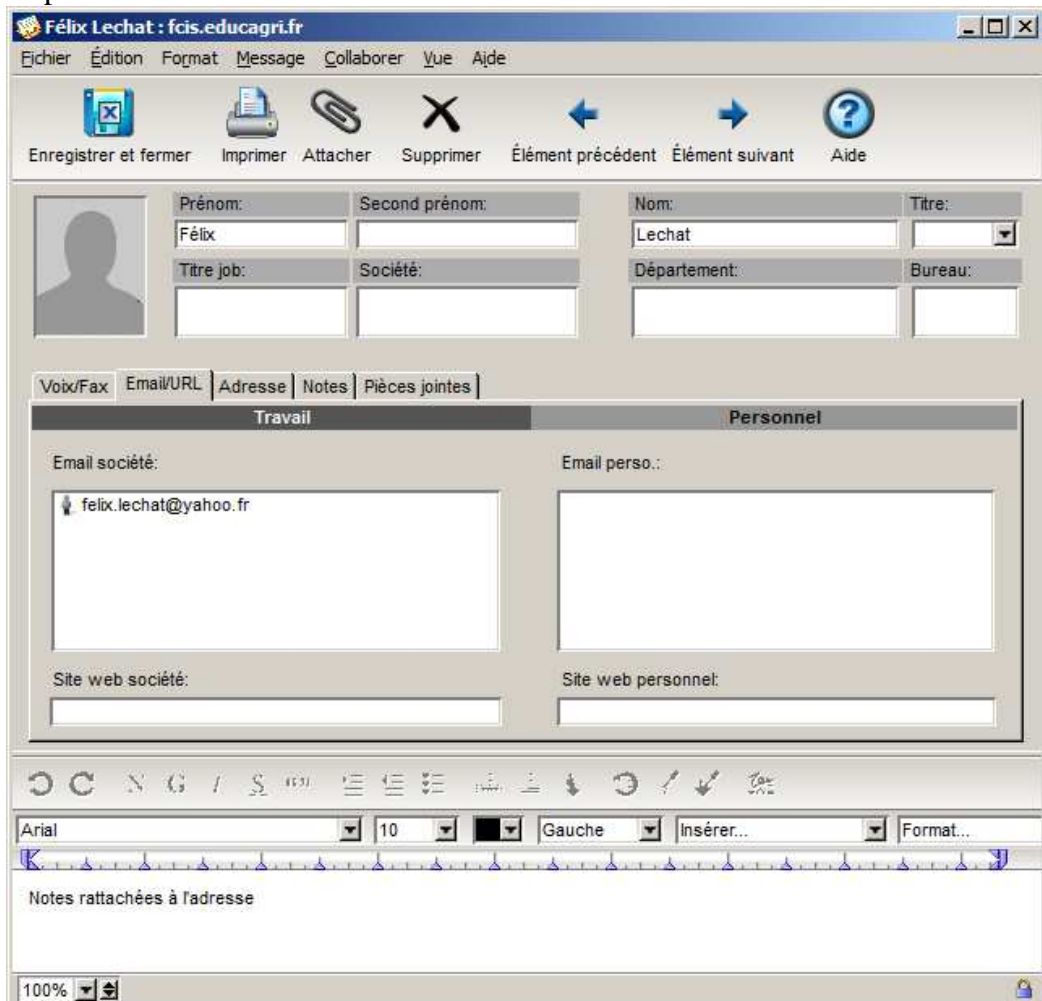 Félix Lechat : fcis.educagri.fr
Fichier Édition Format Message Collaborer Vue Aide
Enregistrer et fermer Imprimer Attacher Supprimer Élément précédent Élément suivant Aide
Prénom: Second prénom: Nom: Titre:
Félix Lechat
Titre job: Société: Département: Bureau:
Voix/Fax Email/URL Adresse Notes Pièces jointes
Travail Personnel
Email société: Email perso.:
felix.lechat@yahoo.fr
Site web société: Site web personnel:
N G I S
Arial 10 Gauche Insérer... Format...
Notes rattachées à l'adresse
100%